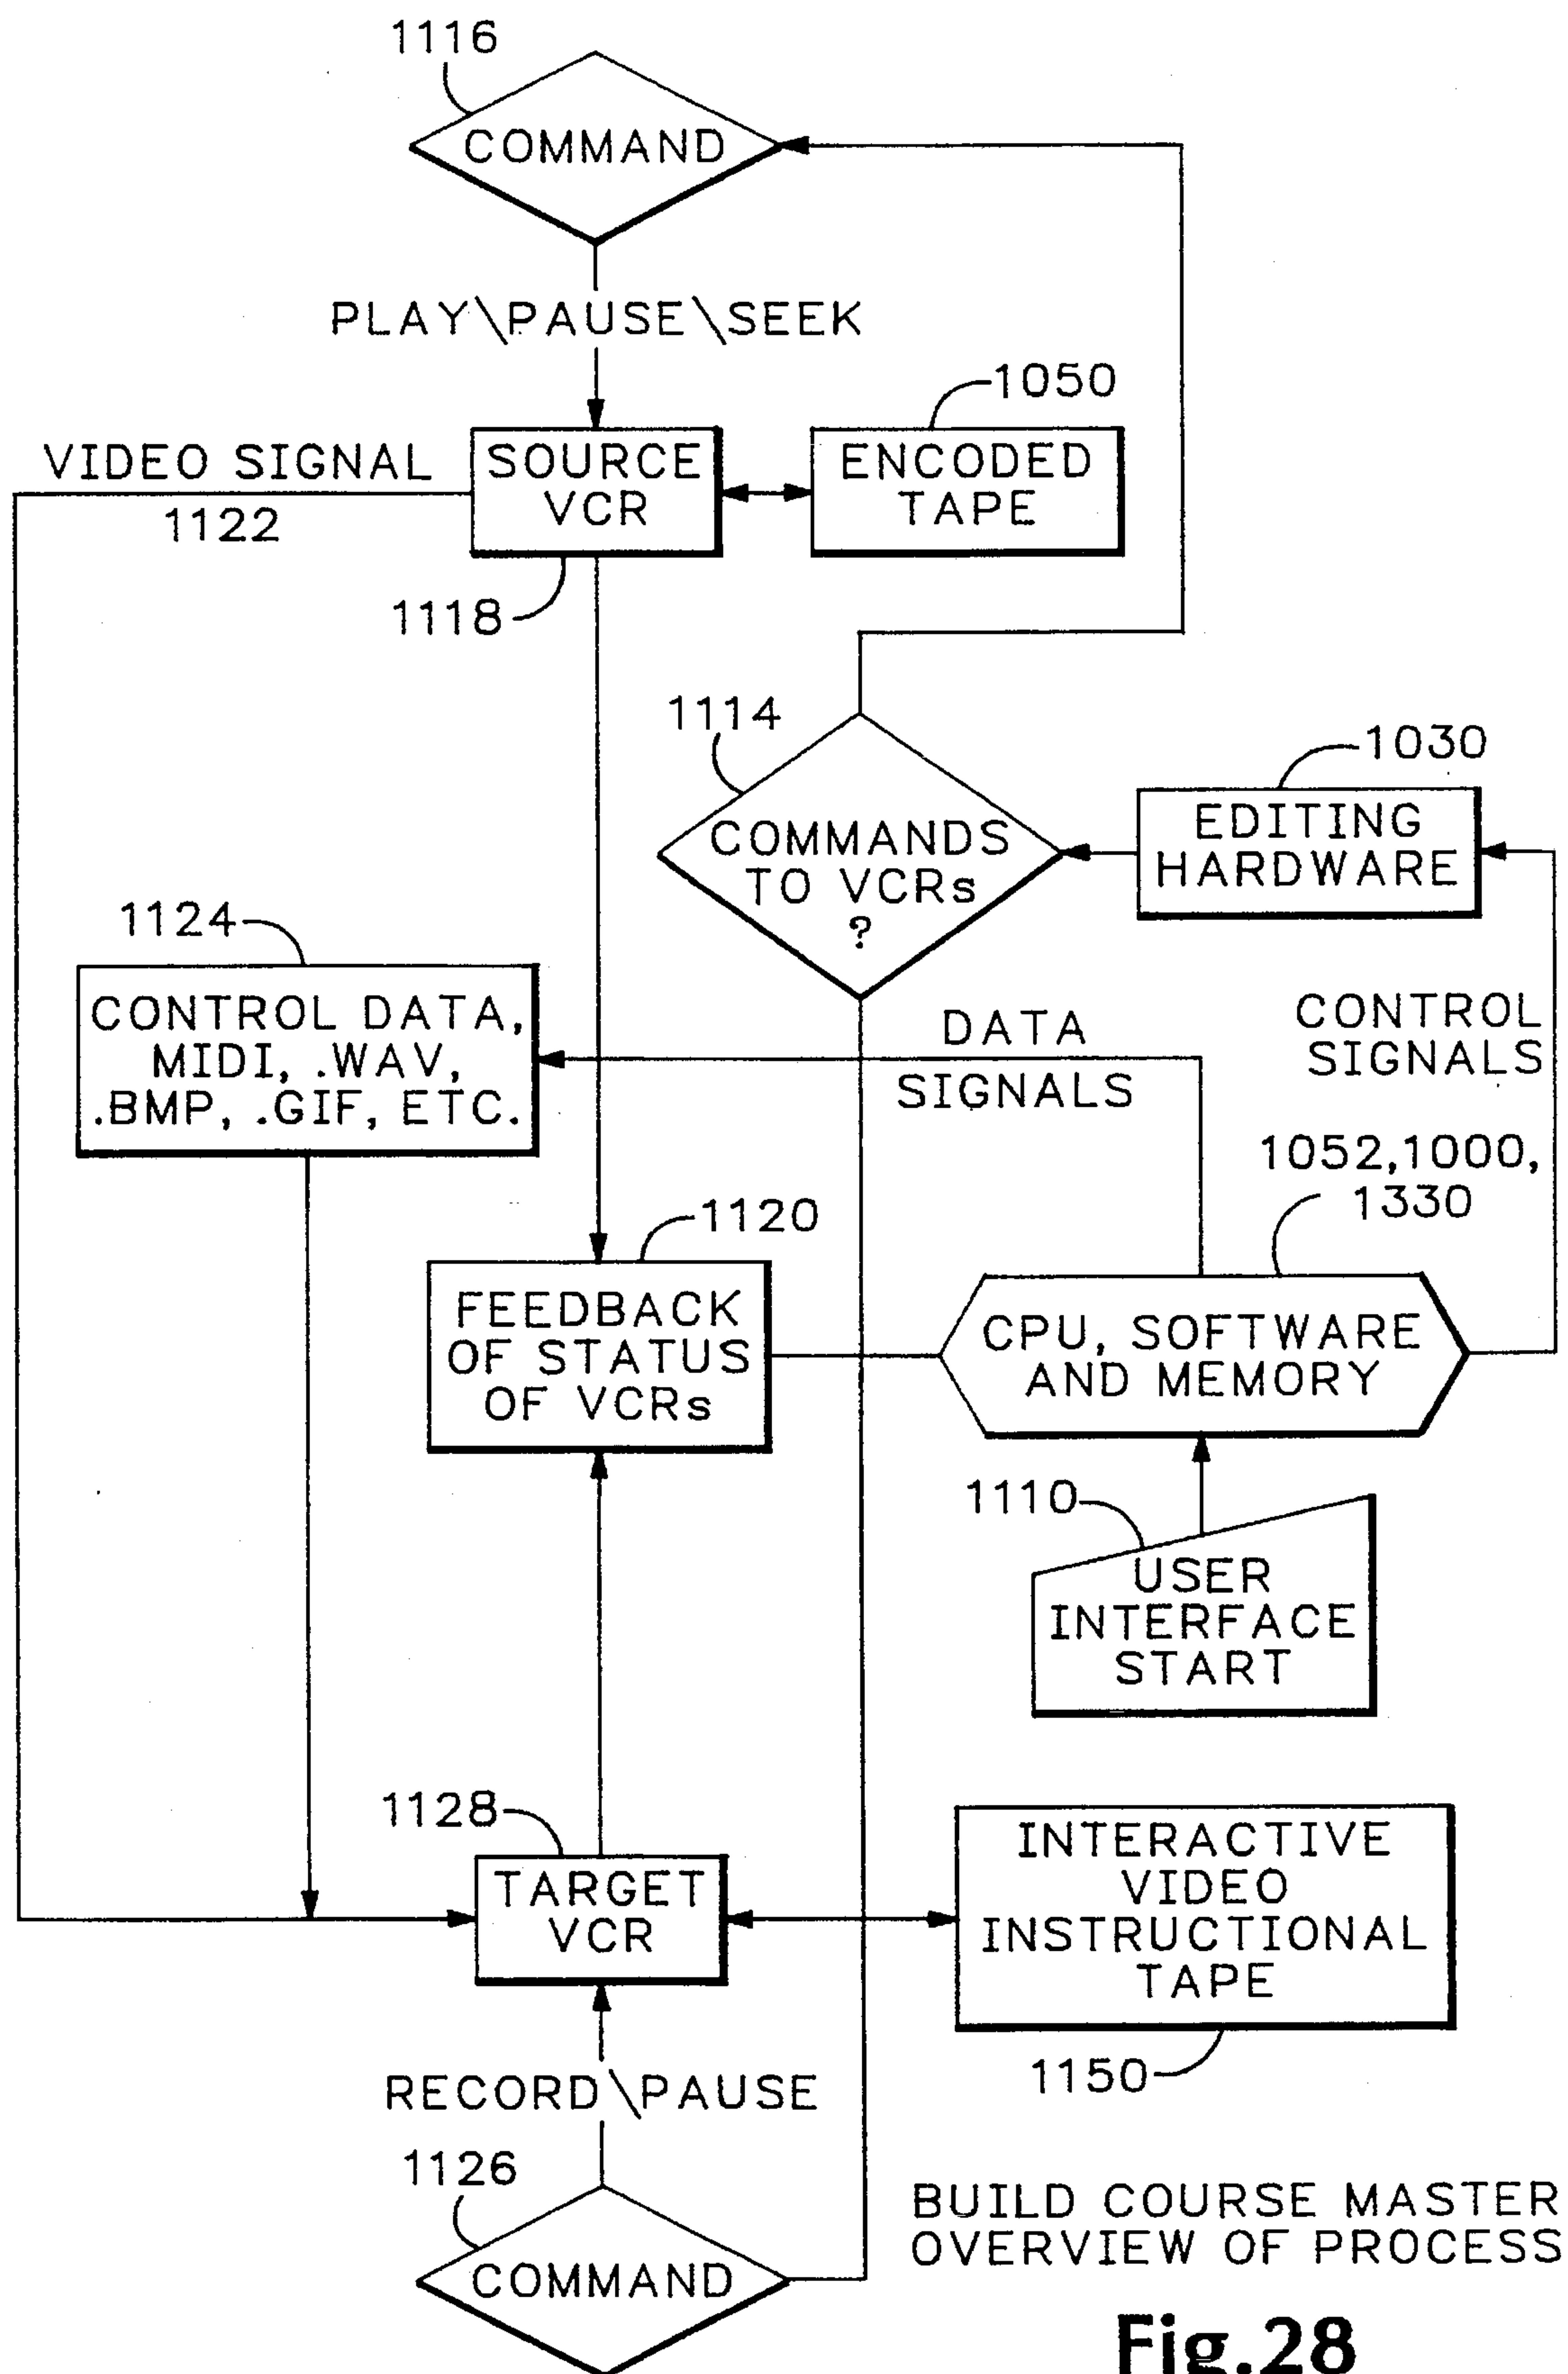 1116
COMMAND
PLAY\PAUSE\SEEK
1050
VIDEO SIGNAL
1122
SOURCE
VCR
ENCODED
TAPE
1118
1114
1030
COMMANDS
TO VCRs
?
EDITING
HARDWARE
1124
CONTROL DATA,
MIDI, .WAV,
.BMP, .GIF, ETC.
DATA
SIGNALS
CONTROL
SIGNALS
1052,1000,
1330
1120
FEEDBACK
OF STATUS
OF VCRs
CPU, SOFTWARE
AND MEMORY
1110
USER
INTERFACE
START
1128
TARGET
VCR
INTERACTIVE
VIDEO
INSTRUCTIONAL
TAPE
1150
RECORD\PAUSE
1126
COMMAND
BUILD COURSE MASTER
OVERVIEW OF PROCESS
Fig.28